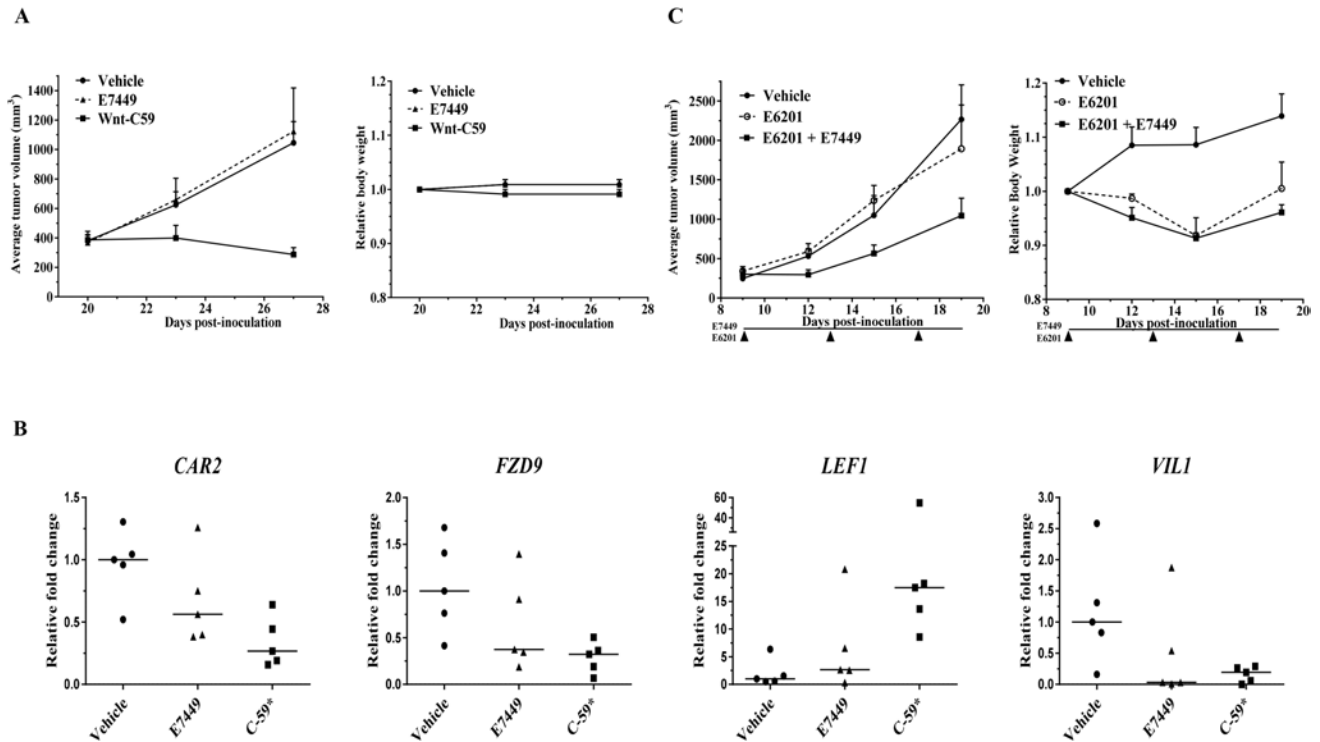 A
C
Vehicle
E7449
Wnt-C59
Average tumor volume (mm³)
1400
1200
1000
800
600
400
200
0
20
22
24
26
28
Days post-inoculation
Vehicle
E7449
Wnt-C59
Relative body weight
1.2
1.1
1.0
0.9
0.8
20
22
24
26
28
Days post-inoculation
Vehicle
E6201
E6201 + E7449
Average tumor volume (mm³)
2500
2000
1500
1000
500
0
8
10
12
14
16
18
20
Days post-inoculation
E7449
E6201
Vehicle
E6201
E6201 + E7449
Relative Body Weight
1.2
1.1
1.0
0.9
0.8
8
10
12
14
16
18
20
Days post-inoculation
E7449
E6201
B
CAR2
Relative fold change
1.5
1.0
0.5
0.0
Vehicle
E7449
C-59*
FZD9
Relative fold change
2.0
1.5
1.0
0.5
0.0
Vehicle
E7449
C-59*
LEF1
Relative fold change
60
50
40
25
20
15
10
5
0
Vehicle
E7449
C-59*
VIL1
Relative fold change
3.0
2.5
2.0
1.5
1.0
0.5
0.0
Vehicle
E7449
C-59*